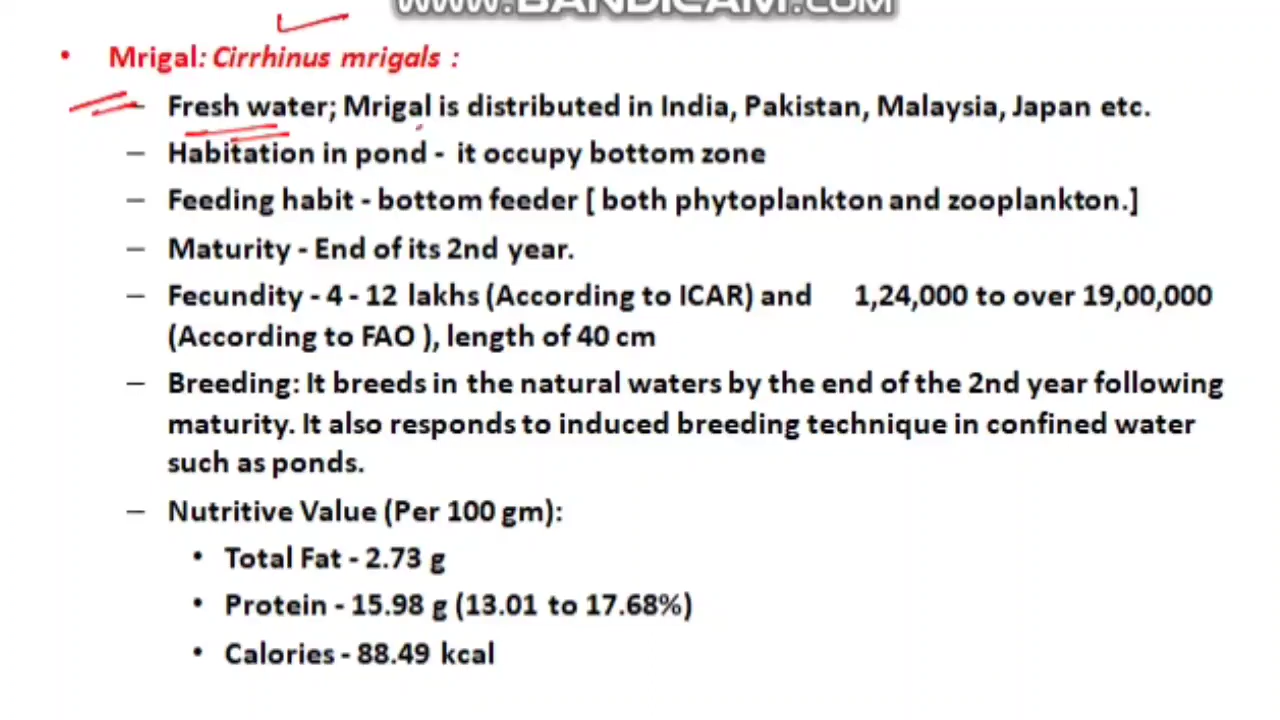 www.BANDICAM.COM
• Mrigal: Cirrhinus mrigals :
– Fresh water; Mrigal is distributed in India, Pakistan, Malaysia, Japan etc.
– Habitation in pond - it occupy bottom zone
– Feeding habit - bottom feeder [ both phytoplankton and zooplankton.]
– Maturity - End of its 2nd year.
– Fecundity - 4 - 12 lakhs (According to ICAR) and 1,24,000 to over 19,00,000
(According to FAO ), length of 40 cm
– Breeding: It breeds in the natural waters by the end of the 2nd year following
maturity. It also responds to induced breeding technique in confined water
such as ponds.
– Nutritive Value (Per 100 gm):
• Total Fat - 2.73 g
• Protein - 15.98 g (13.01 to 17.68%)
• Calories - 88.49 kcal